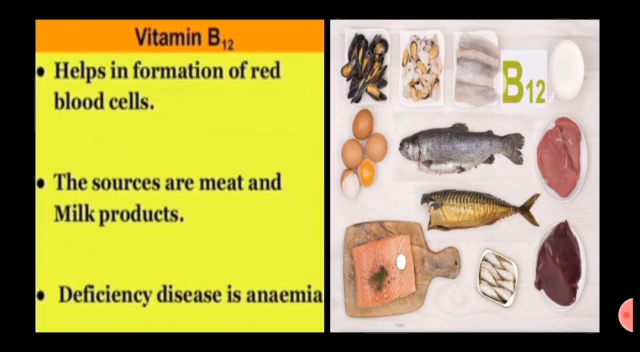 Vitamin B12
• Helps in formation of red
blood cells.
• The sources are meat and
Milk products.
• Deficiency disease is anaemia
B12